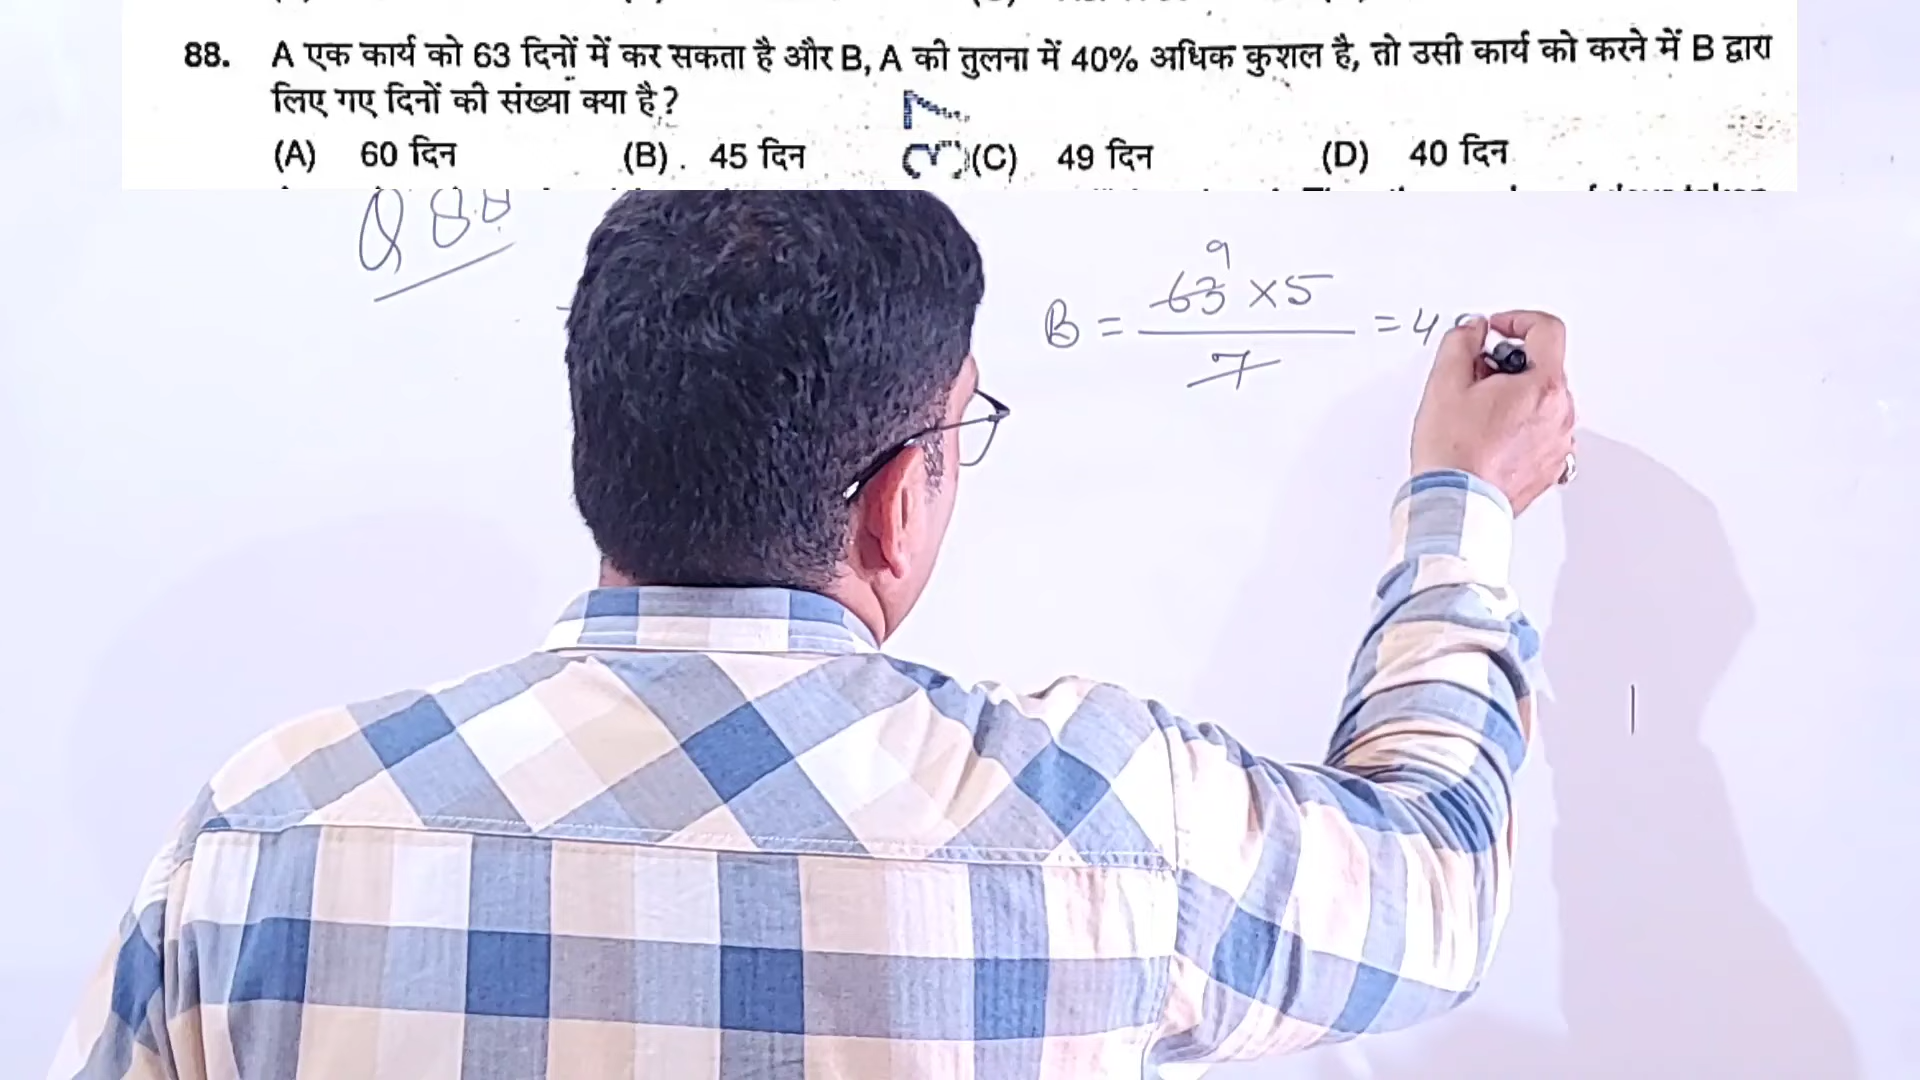 88. A एक कार्य को 63 दिनों में कर सकता है और B, A की तुलना में 40% अधिक कुशल है, तो उसी कार्य को करने में B द्वारा
लिए गए दिनों की संख्या क्या है?
(A) 60 दिन (B) . 45 दिन (C) 49 दिन (D) 40 दिन
Q 88
9
B = 63 × 5 = 4
7